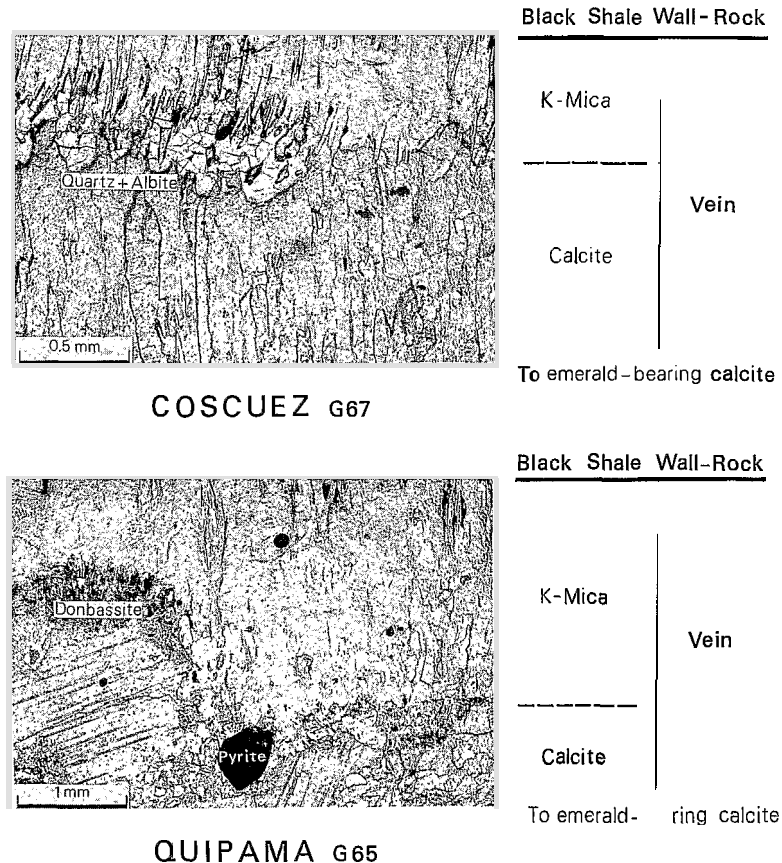 Black Shale Wall-Rock
K-Mica
Quartz + Albite
Vein
Calcite
0.5 mm
To emerald-bearing calcite
COSCUEZ G67
Black Shale Wall-Rock
Donbassite
K-Mica
Vein
Pyrite
Calcite
1 mm
To emerald- ring calcite
QUIPAMA G65